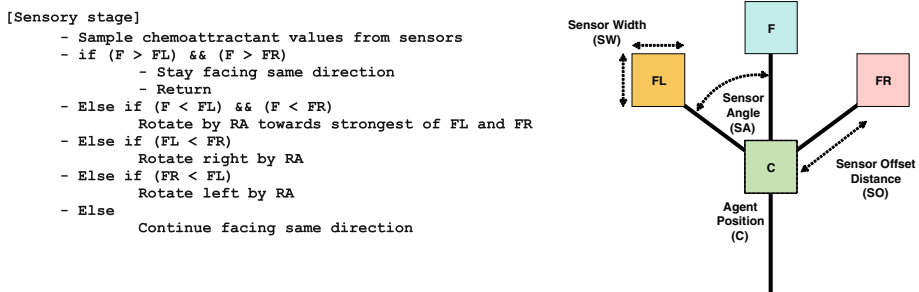 [Sensory stage]
- Sample chemoattractant values from sensors
- if (F > FL) && (F > FR)
- Stay facing same direction
- Return
- Else if (F < FL) && (F < FR)
Rotate by RA towards strongest of FL and FR
- Else if (FL < FR)
Rotate right by RA
- Else if (FR < FL)
Rotate left by RA
- Else
Continue facing same direction
Sensor Width
(SW)
F
FL
FR
Sensor
Angle
(SA)
C
Sensor Offset
Distance
(SO)
Agent
Position
(C)